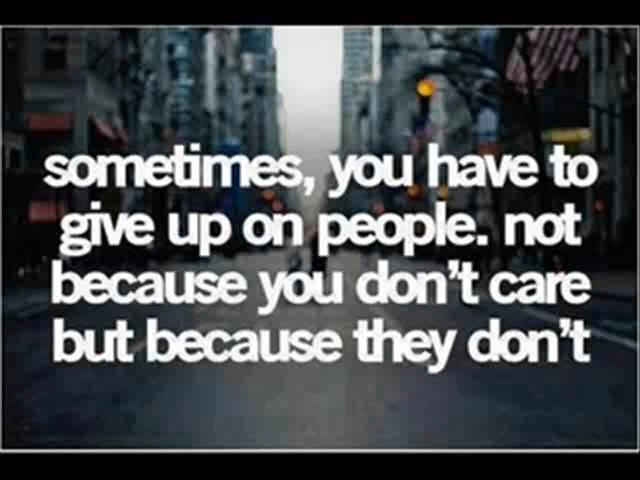 sometimes, you have to
give up on people. not
because you don't care
but because they don't